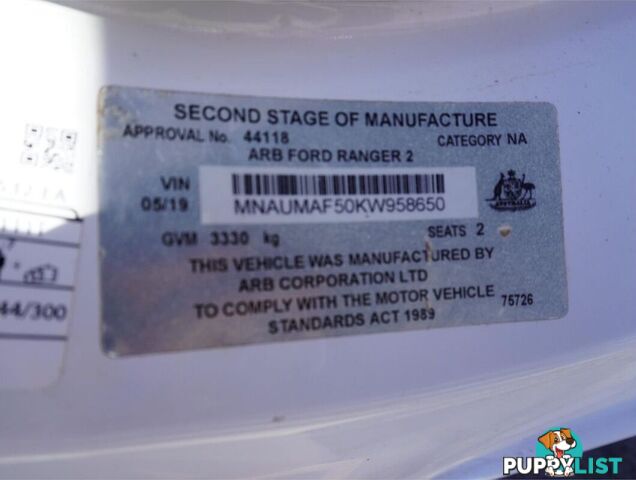 SECOND STAGE OF MANUFACTURE
APPROVAL No. 44118 CATEGORY NA
ARB FORD RANGER 2
VIN
05/19
MNAUMAF50KW958650
AUSTRALIA
GVM 3330 kg SEATS 2
THIS VEHICLE WAS MANUFACTURED BY
ARB CORPORATION LTD
TO COMPLY WITH THE MOTOR VEHICLE 75726
STANDARDS ACT 1989
44/300
PUPPYLIST